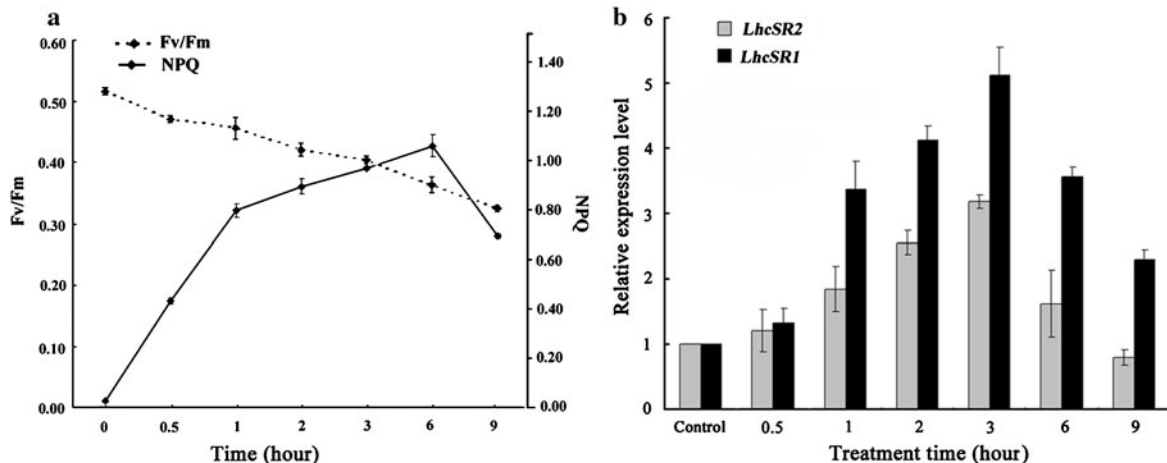 a
Fv/Fm
NPQ
0.60
0.50
0.40
0.30
0.20
0.10
0.00
Fv/Fm
1.40
1.20
1.00
0.80
0.60
0.40
0.20
0.00
NPQ
0 0.5 1 2 3 6 9
Time (hour)
b
LhcSR2
LhcSR1
6
5
4
3
2
1
0
Relative expression level
Control 0.5 1 2 3 6 9
Treatment time (hour)